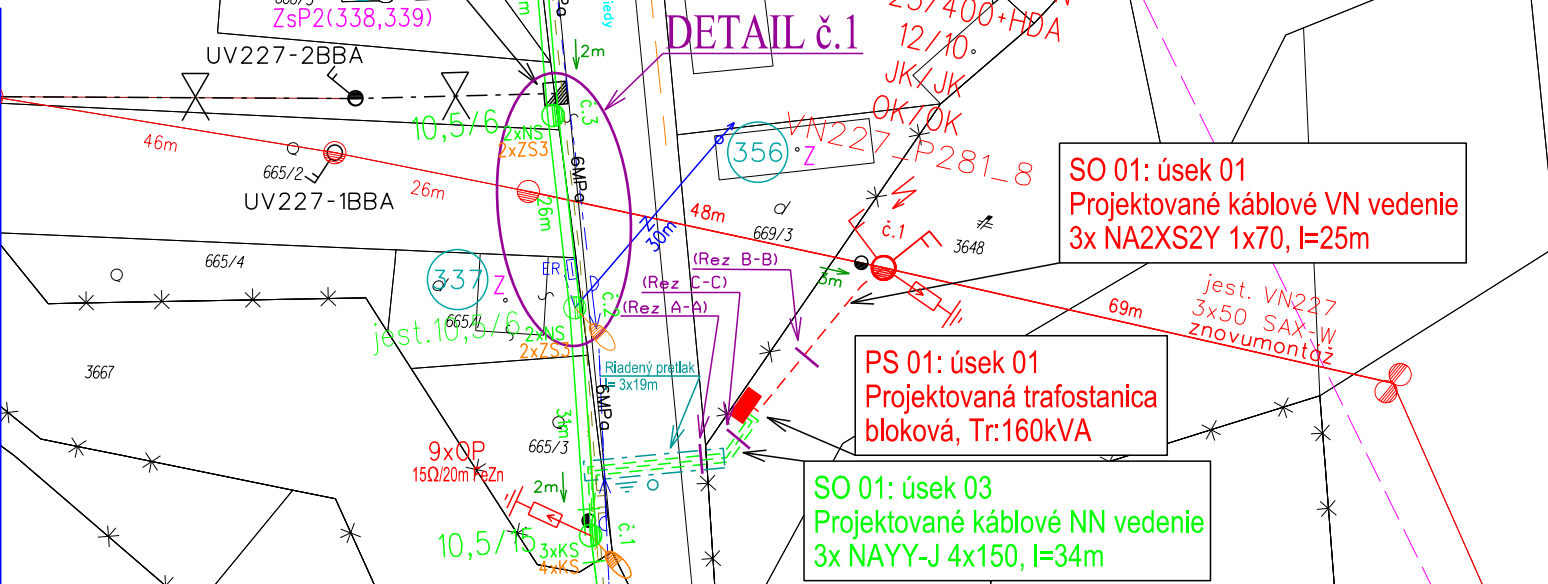 ZsP2(338,339)
UV227-2BBA
DETAIL č.1
2m
12/10
JK/JK
OK/OK
VN227_P281_8
46m
665/2
26m
UV227-1BBA
10,5/6
2xNS
2xZS3
č.3
6MPa
26m
356
Z
30m
48m
669/3
č.1
3648
3m
SO 01: úsek 01
Projektované káblové VN vedenie
3x NA2XS2Y 1x70, l=25m
665/4
337
Z
ER
č.2
jest.10,5/6
2xNS
2xZS3
(Rez B-B)
(Rez C-C)
(Rez A-A)
69m
jest. VN227
3x50 SAX-W
znovumontáž
3667
Riadený pretlak
l= 3x19m
6MPa
31m
665/3
PS 01: úsek 01
Projektovaná trafostanica
bloková, Tr:160kVA
9xOP
15Ω/20m FeZn
2m
10,5/15
3xKS
4xKS
č.1
SO 01: úsek 03
Projektované káblové NN vedenie
3x NAYY-J 4x150, l=34m